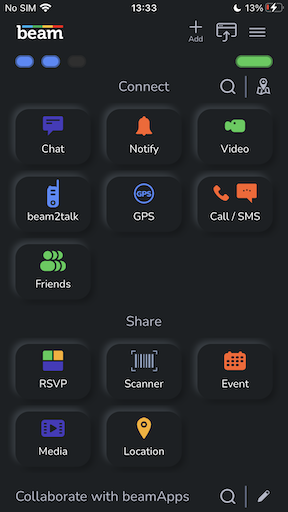 No SIM 13:33 13%
beam
Add
Connect
Chat Notify Video
beam2talk GPS GPS Call / SMS
Friends
Share
RSVP Scanner Event
Media Location
Collaborate with beamApps